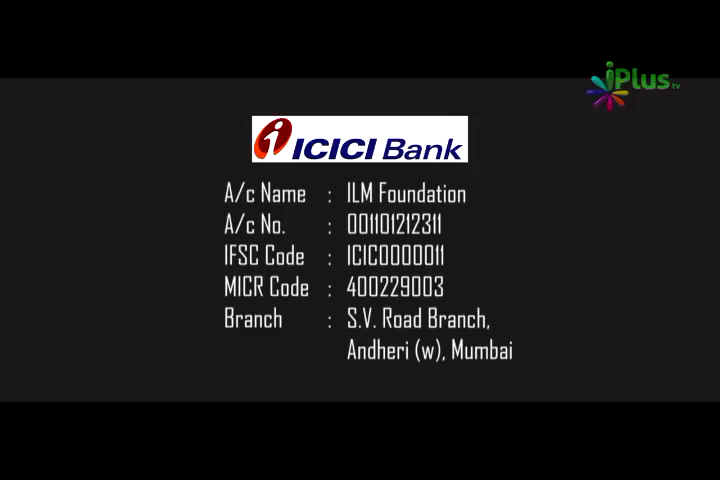 iPlus tv
ICICI Bank
A/c Name : ILM Foundation
A/c No. : 001101212311
IFSC Code : ICIC0000011
MICR Code : 400229003
Branch : S.V. Road Branch,
Andheri (w), Mumbai